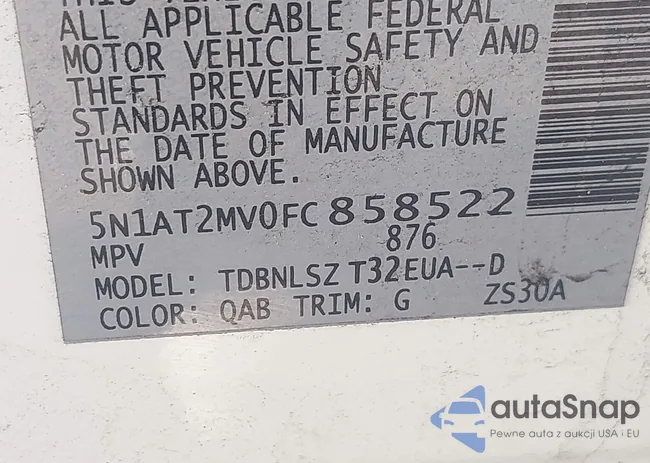 ALL APPLICABLE FEDERAL
MOTOR VEHICLE SAFETY AND
THEFT PREVENTION
STANDARDS IN EFFECT ON
THE DATE OF MANUFACTURE
SHOWN ABOVE.
5N1AT2MV0FC858522
MPV 876
MODEL: TDBNLSZ T32EUA--D
COLOR: QAB TRIM: G ZS30A
autaSnap
Pewne auta z aukcji USA i EU